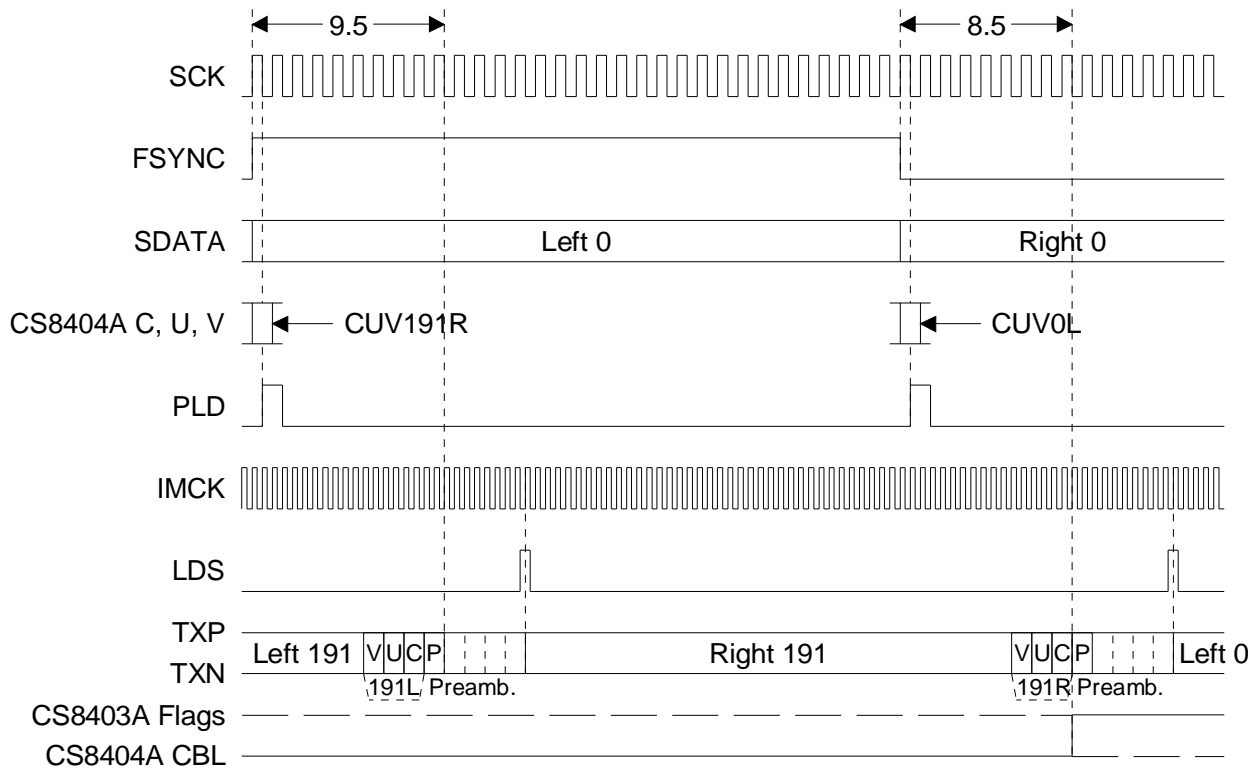 9.5
8.5
SCK
FSYNC
SDATA
Left 0
Right 0
CS8404A C, U, V
CUV191R
CUV0L
PLD
IMCK
LDS
TXP
TXN
Left 191
V U C P
Right 191
V U C P
Left 0
191L Preamb.
191R Preamb.
CS8403A Flags
CS8404A CBL